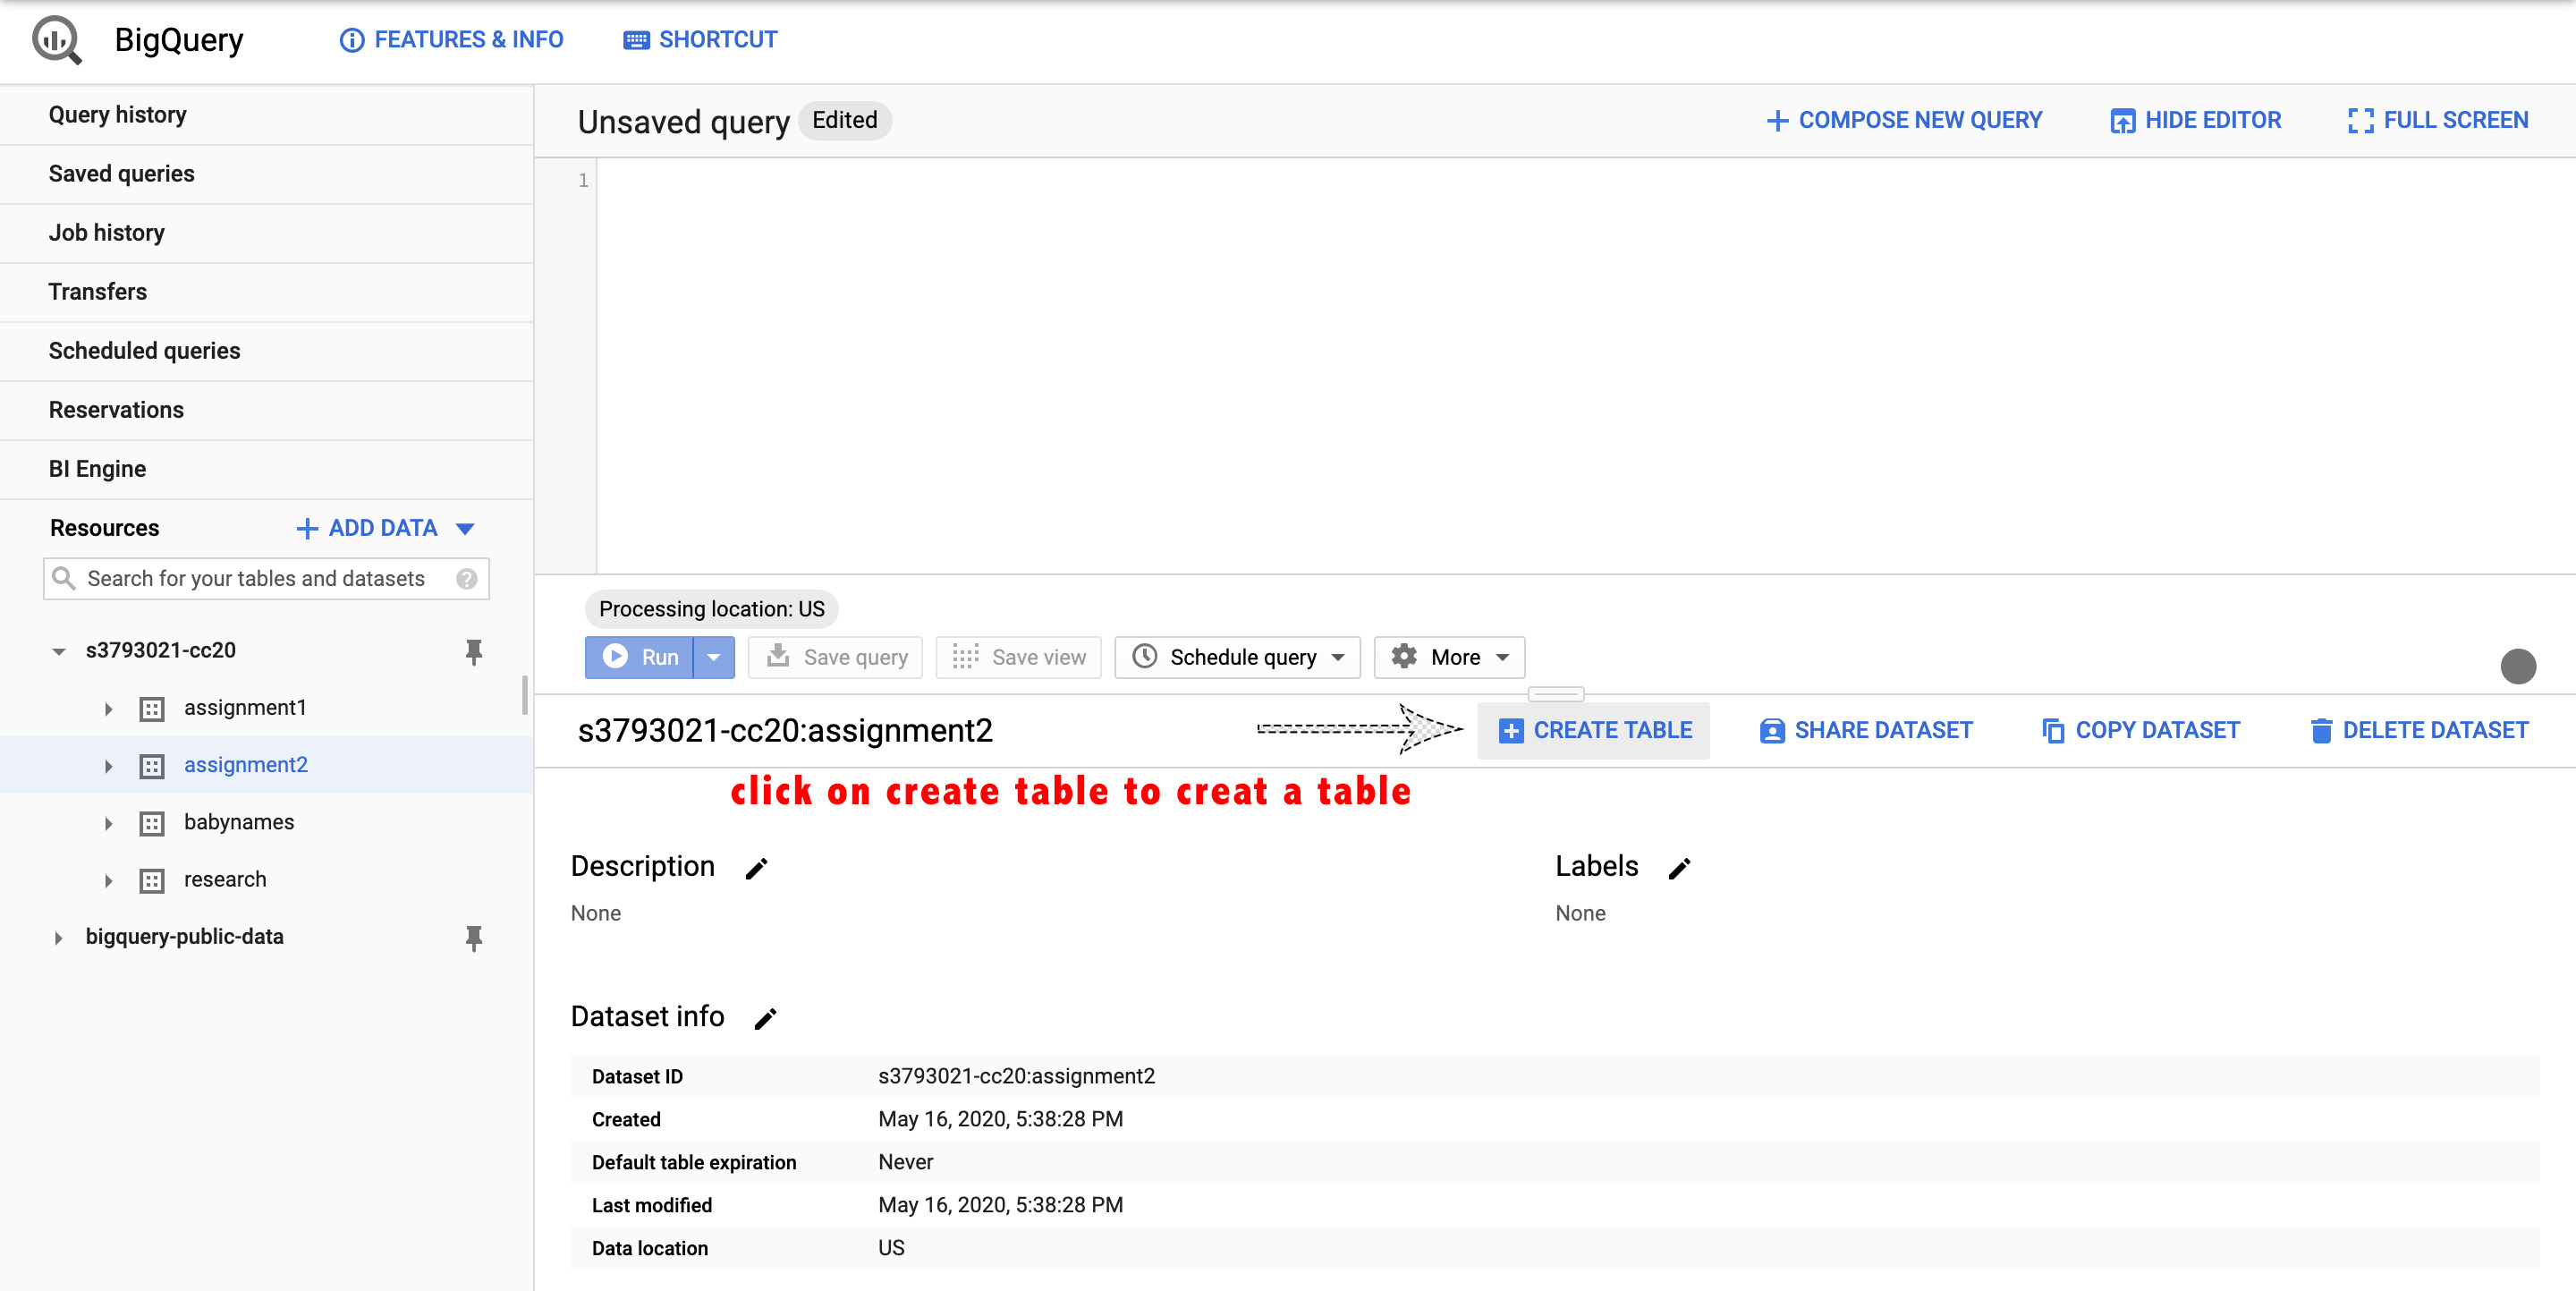 BigQuery
FEATURES & INFO
SHORTCUT
Query history
Saved queries
Job history
Transfers
Scheduled queries
Reservations
BI Engine
Resources
ADD DATA
Search for your tables and datasets
s3793021-cc20
assignment1
assignment2
babynames
research
bigquery-public-data
Unsaved query Edited
COMPOSE NEW QUERY
HIDE EDITOR
FULL SCREEN
1
Processing location: US
Run
Save query
Save view
Schedule query
More
s3793021-cc20:assignment2
CREATE TABLE
SHARE DATASET
COPY DATASET
DELETE DATASET
click on create table to creat a table
Description
None
Labels
None
Dataset info
Dataset ID s3793021-cc20:assignment2
Created May 16, 2020, 5:38:28 PM
Default table expiration Never
Last modified May 16, 2020, 5:38:28 PM
Data location US